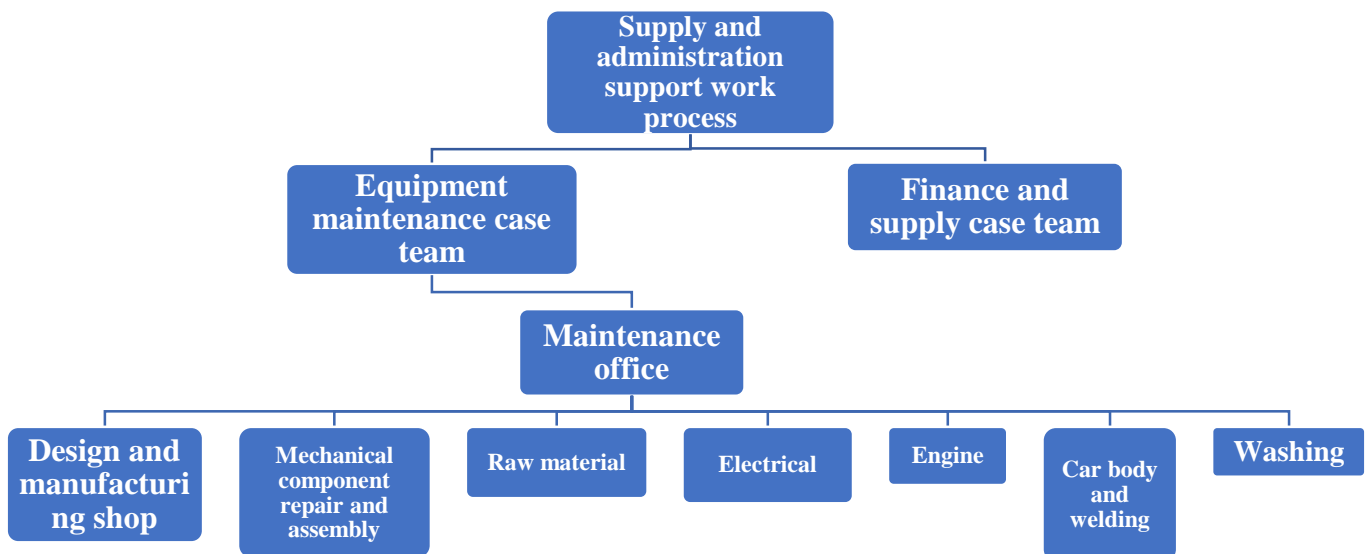 Supply and
administration
support work
process
Equipment
maintenance case
team
Finance and
supply case team
Maintenance
office
Design and
manufacturi
ng shop
Mechanical
component
repair and
assembly
Raw material
Electrical
Engine
Car body
and
welding
Washing